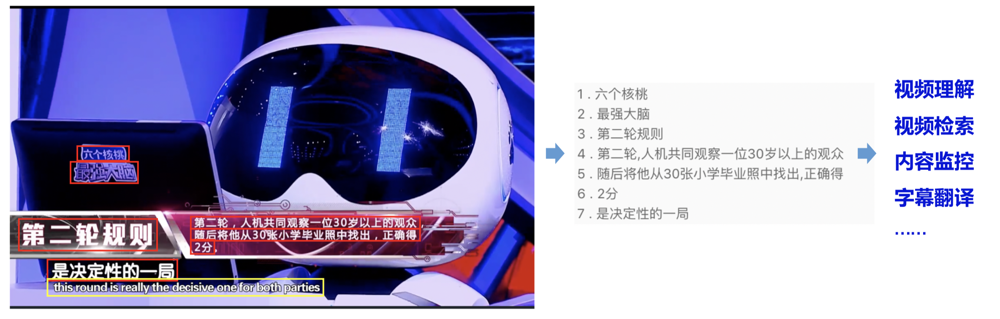 六个核桃
最强大脑
第二轮规则
第二轮，人机共同观察一位30岁以上的观众，
随后将他从30张小学毕业照中找出，正确得
2分。
是决定性的一局
this round is really the decisive one for both parties
1 . 六个核桃
2 . 最强大脑
3 . 第二轮规则
4 . 第二轮,人机共同观察一位30岁以上的观众
5 . 随后将他从30张小学毕业照中找出,正确得
6 . 2分
7 . 是决定性的一局
视频理解
视频检索
内容监控
字幕翻译
……